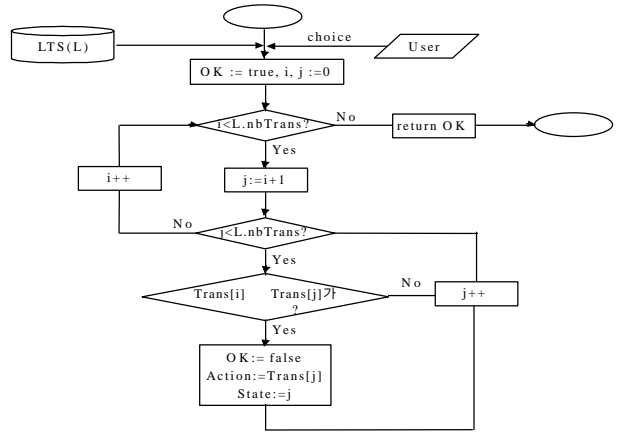 choice
LTS(L)
User
OK := true, i, j :=0
i<L.nbTrans?
No
return OK
Yes
i++
j:=i+1
No
j<L.nbTrans?
Yes
Trans[i] Trans[j]가
?
No
j++
Yes
OK:= false
Action:=Trans[j]
State:=j